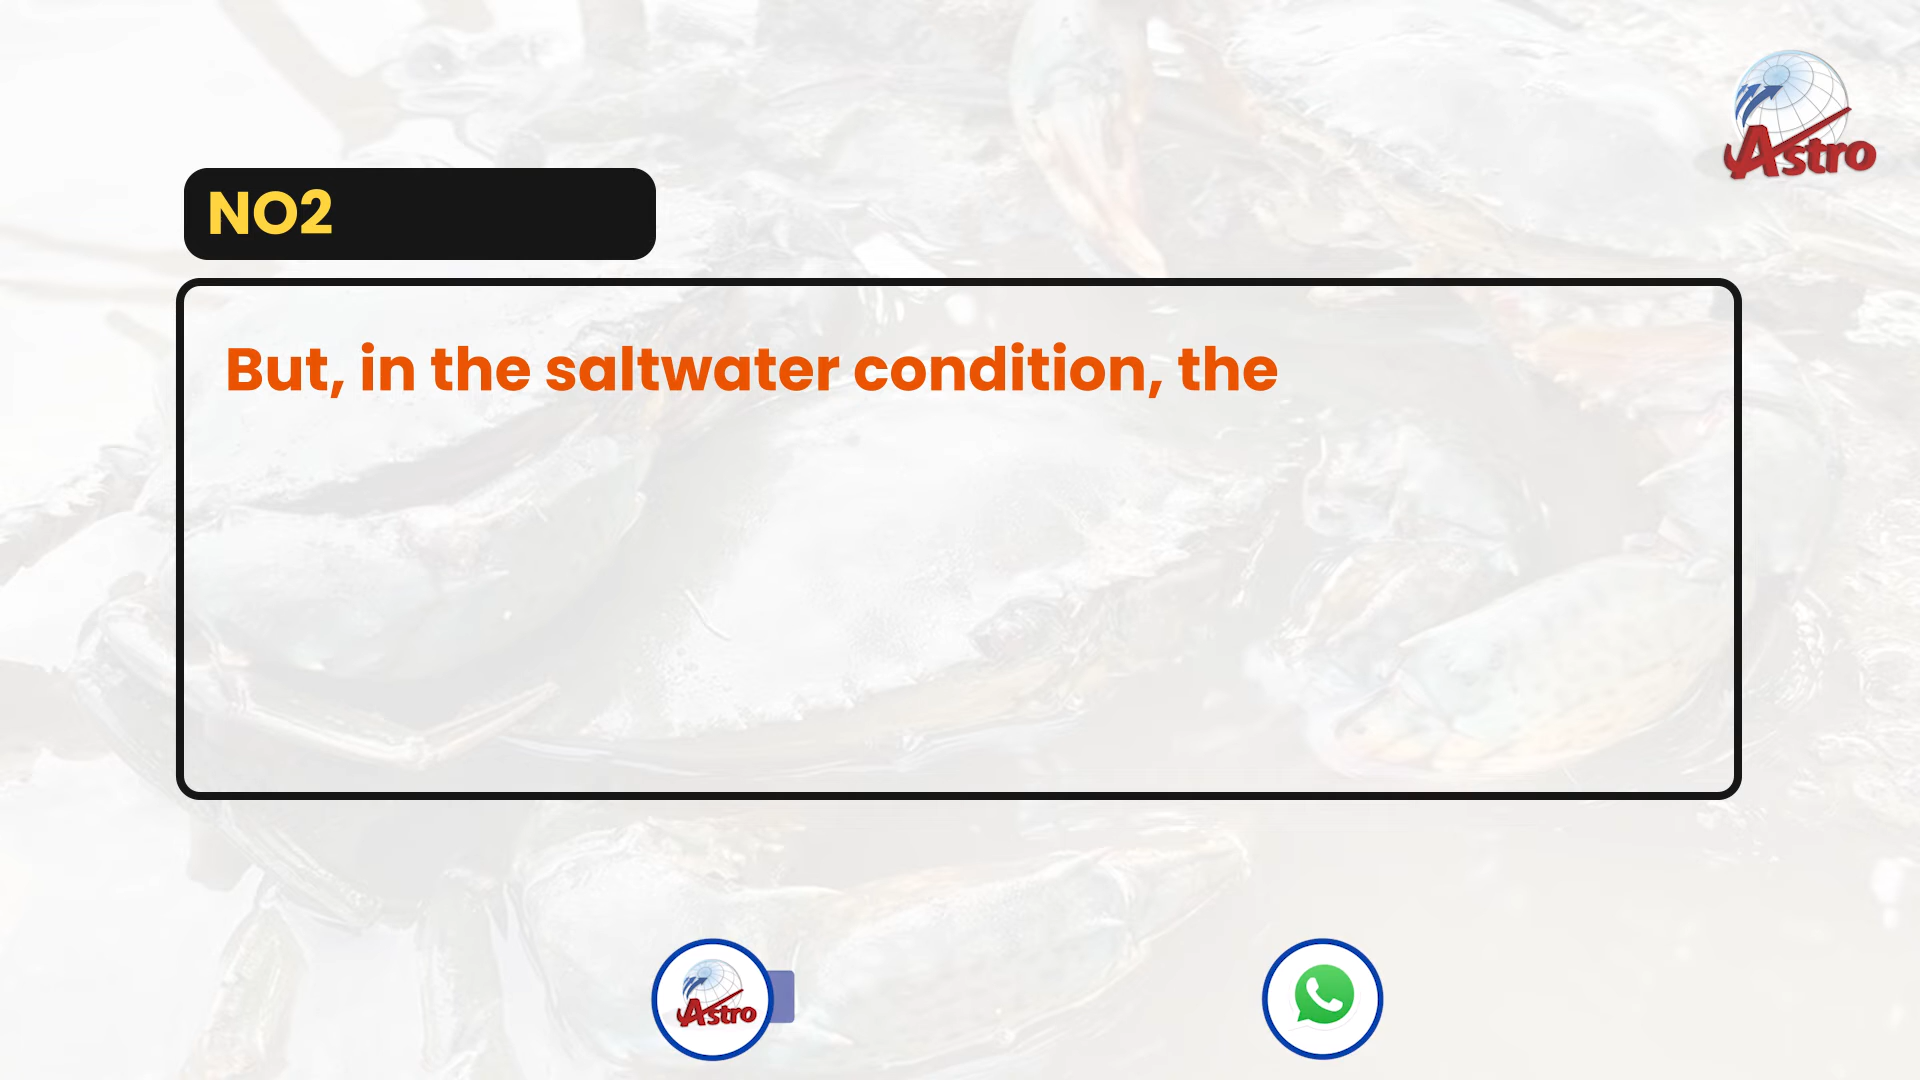 Astro
NO2
But, in the saltwater condition, the
Astro